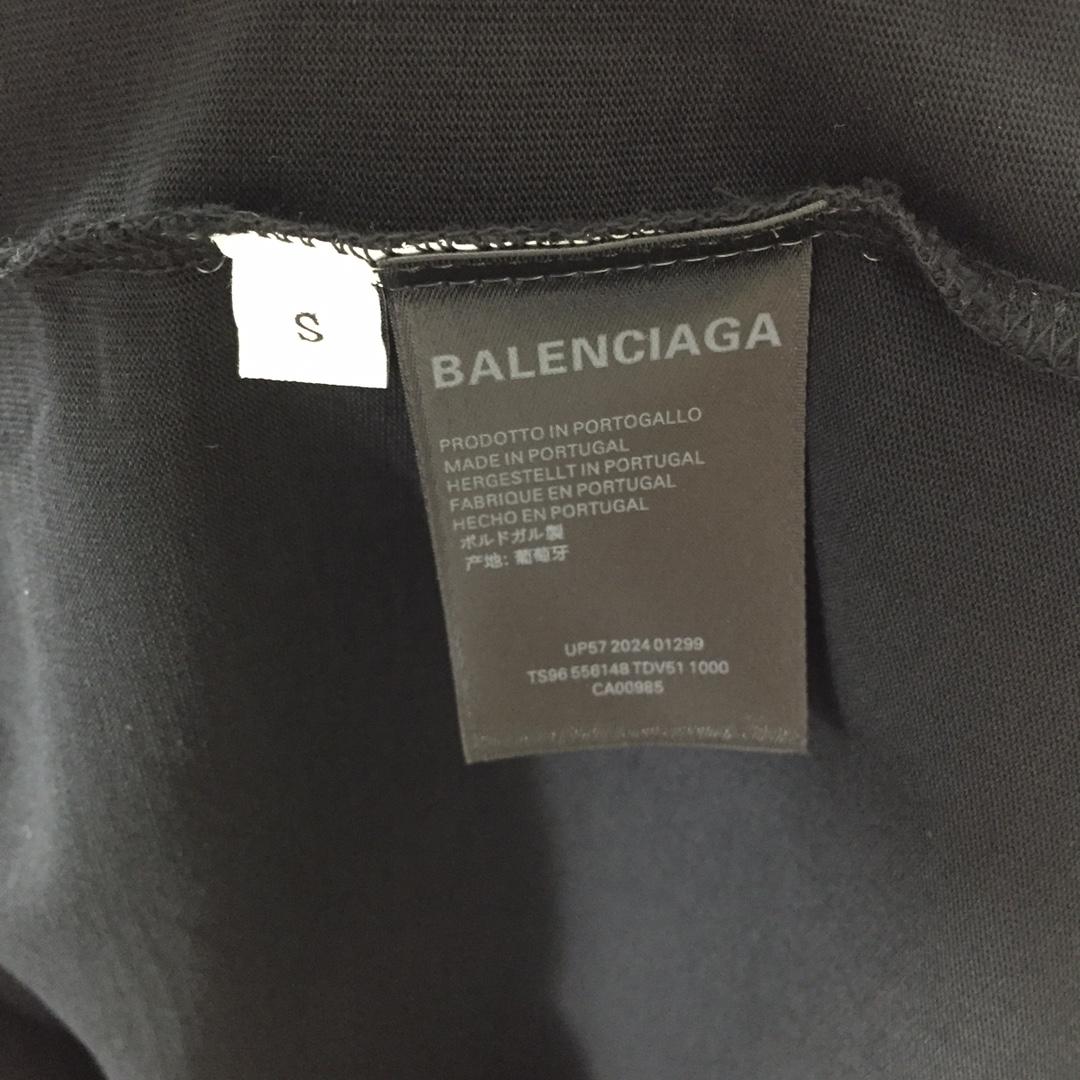 S
BALENCIAGA
PRODOTTO IN PORTOGALLO
MADE IN PORTUGAL
HERGESTELLT IN PORTUGAL
FABRIQUE EN PORTUGAL
HECHO EN PORTUGAL
ポルドガル製
产地: 葡萄牙
UP57 2024 01299
TS96 556148 TDV51 1000
CA00985